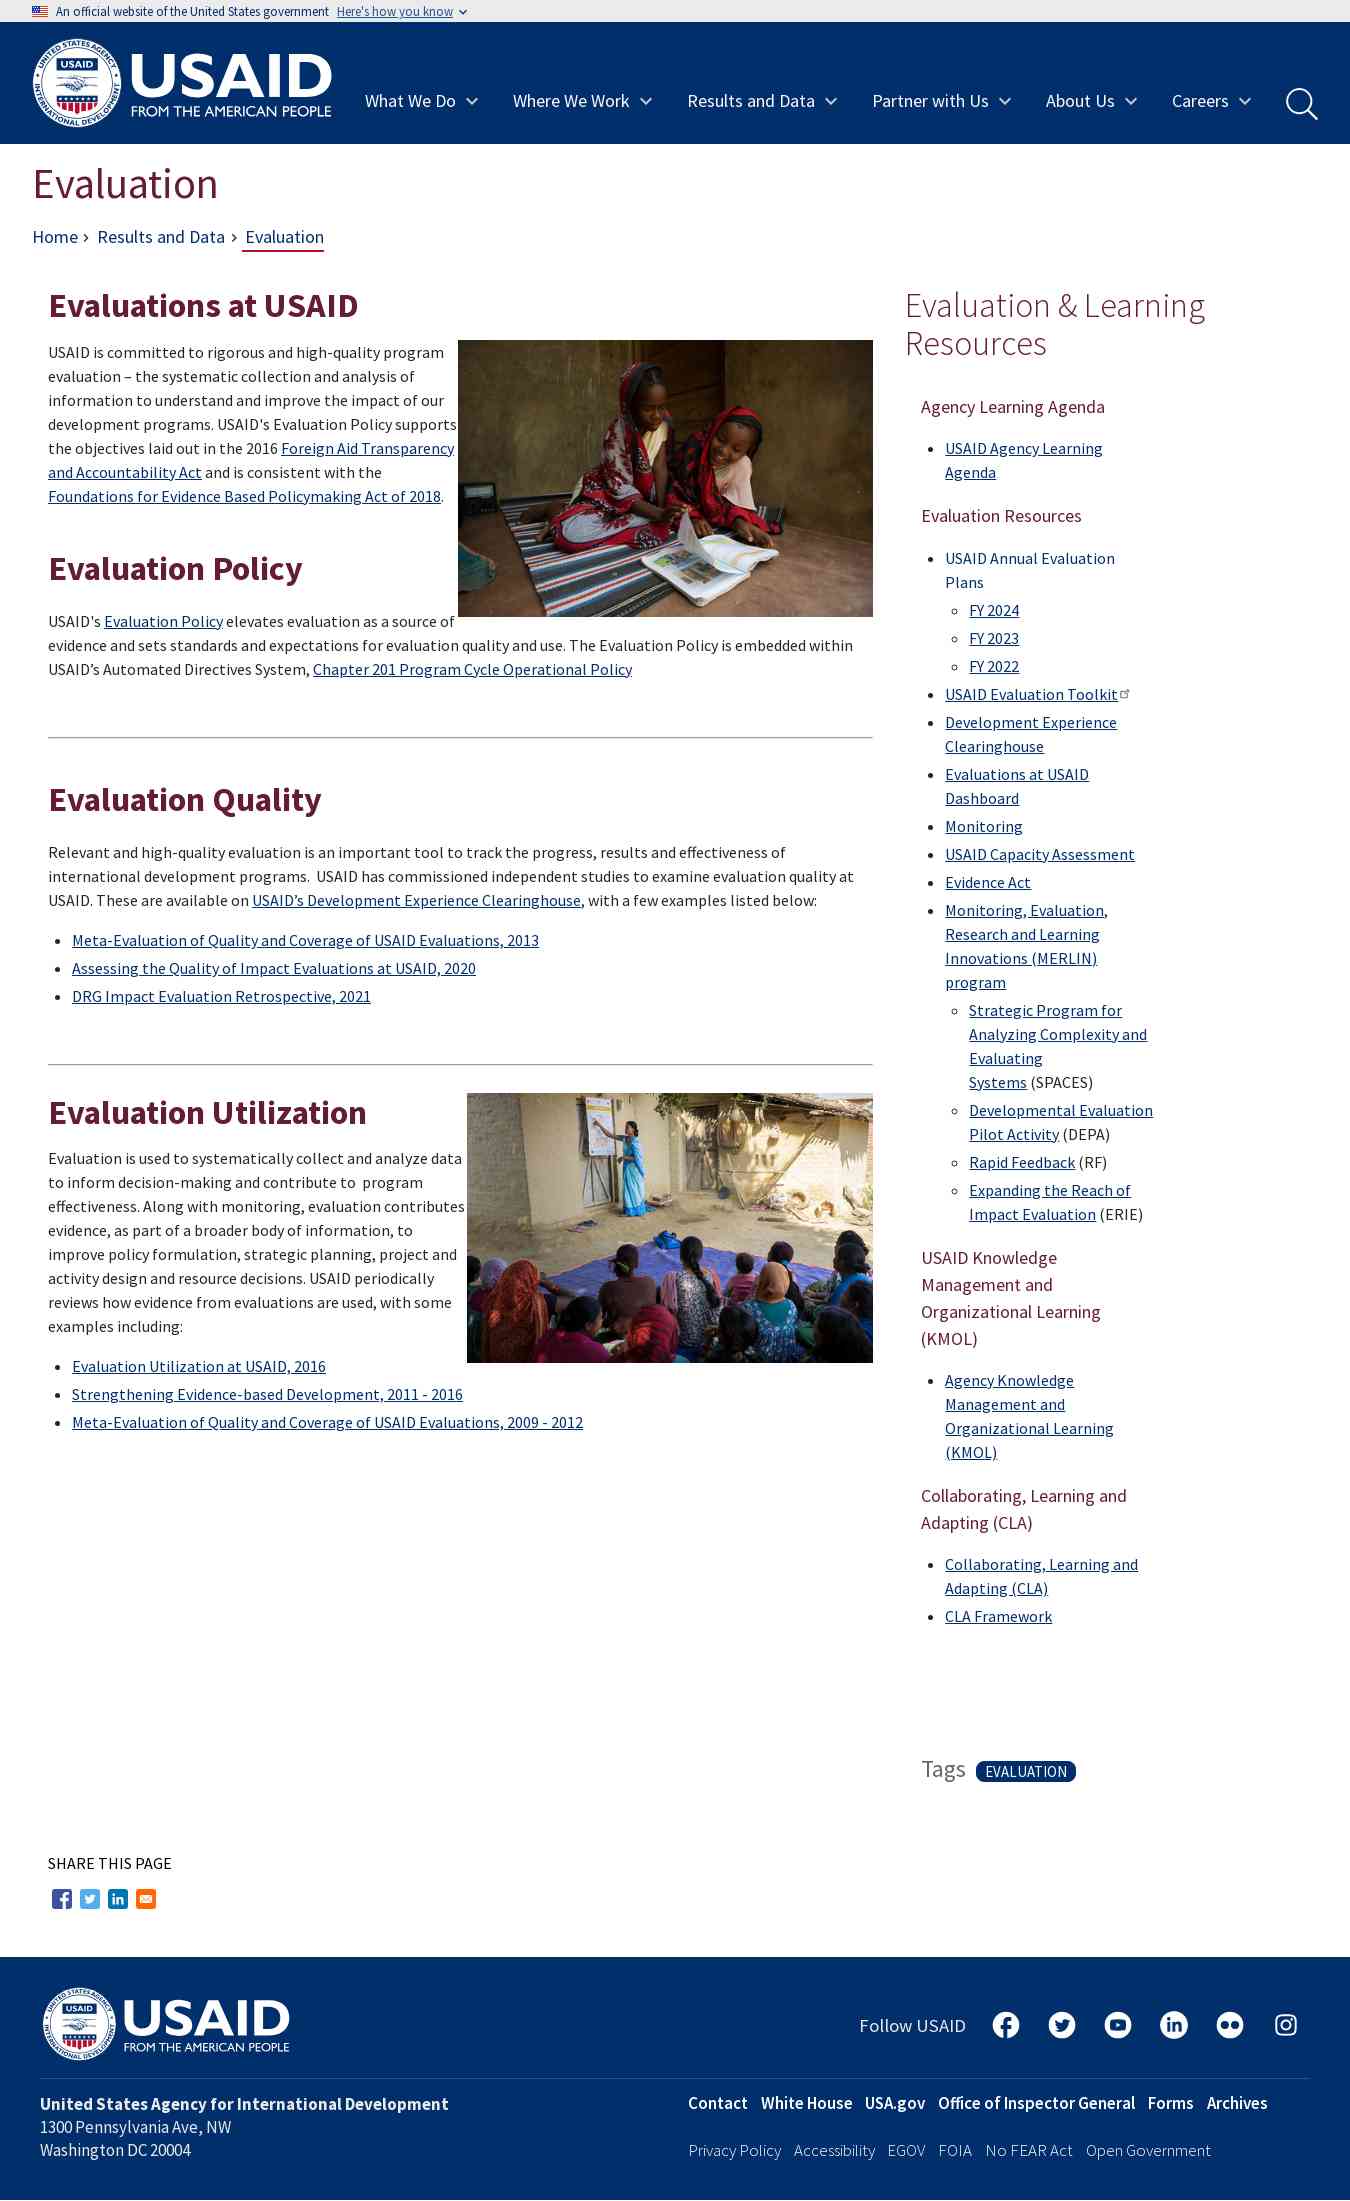 An official website of the United States government Here's how you know
UNITED STATES AGENCY
INTERNATIONAL DEVELOPMENT
USAID
USAID
FROM THE AMERICAN PEOPLE
What We Do
Where We Work
Results and Data
Partner with Us
About Us
Careers
Evaluation
Home › Results and Data › Evaluation
Evaluations at USAID
USAID is committed to rigorous and high-quality program
evaluation – the systematic collection and analysis of
information to understand and improve the impact of our
development programs. USAID's Evaluation Policy supports
the objectives laid out in the 2016 Foreign Aid Transparency
and Accountability Act and is consistent with the
Foundations for Evidence Based Policymaking Act of 2018.
Evaluation Policy
USAID's Evaluation Policy elevates evaluation as a source of
evidence and sets standards and expectations for evaluation quality and use. The Evaluation Policy is embedded within
USAID’s Automated Directives System, Chapter 201 Program Cycle Operational Policy
Evaluation Quality
Relevant and high-quality evaluation is an important tool to track the progress, results and effectiveness of
international development programs.  USAID has commissioned independent studies to examine evaluation quality at
USAID. These are available on USAID’s Development Experience Clearinghouse, with a few examples listed below:
• Meta-Evaluation of Quality and Coverage of USAID Evaluations, 2013
• Assessing the Quality of Impact Evaluations at USAID, 2020
• DRG Impact Evaluation Retrospective, 2021
Evaluation Utilization
Evaluation is used to systematically collect and analyze data
to inform decision-making and contribute to  program
effectiveness. Along with monitoring, evaluation contributes
evidence, as part of a broader body of information, to
improve policy formulation, strategic planning, project and
activity design and resource decisions. USAID periodically
reviews how evidence from evaluations are used, with some
examples including:
• Evaluation Utilization at USAID, 2016
• Strengthening Evidence-based Development, 2011 - 2016
• Meta-Evaluation of Quality and Coverage of USAID Evaluations, 2009 - 2012
Evaluation & Learning
Resources
Agency Learning Agenda
• USAID Agency Learning
Agenda
Evaluation Resources
• USAID Annual Evaluation
Plans
◦ FY 2024
◦ FY 2023
◦ FY 2022
• USAID Evaluation Toolkit
• Development Experience
Clearinghouse
• Evaluations at USAID
Dashboard
• Monitoring
• USAID Capacity Assessment
• Evidence Act
• Monitoring, Evaluation,
Research and Learning
Innovations (MERLIN)
program
◦ Strategic Program for
Analyzing Complexity and
Evaluating
Systems (SPACES)
◦ Developmental Evaluation
Pilot Activity (DEPA)
◦ Rapid Feedback (RF)
◦ Expanding the Reach of
Impact Evaluation (ERIE)
USAID Knowledge
Management and
Organizational Learning
(KMOL)
• Agency Knowledge
Management and
Organizational Learning
(KMOL)
Collaborating, Learning and
Adapting (CLA)
• Collaborating, Learning and
Adapting (CLA)
• CLA Framework
Tags EVALUATION
SHARE THIS PAGE
UNITED STATES AGENCY
INTERNATIONAL DEVELOPMENT
USAID
USAID
FROM THE AMERICAN PEOPLE
Follow USAID
United States Agency for International Development
1300 Pennsylvania Ave, NW
Washington DC 20004
Contact White House USA.gov Office of Inspector General Forms Archives
Privacy Policy Accessibility EGOV FOIA No FEAR Act Open Government